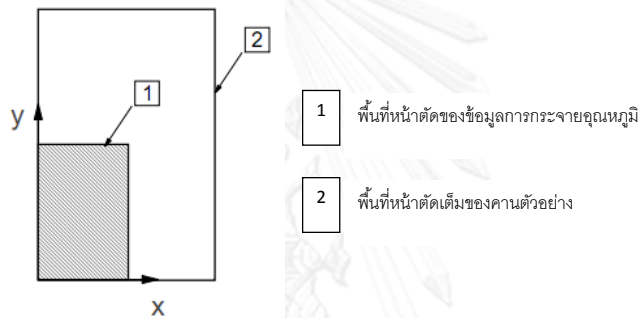 2
1
y
x
1 พื้นที่หน้าตัดของข้อมูลการกระจายอุณหภูมิ
2 พื้นที่หน้าตัดเต็มของคานตัวอย่าง